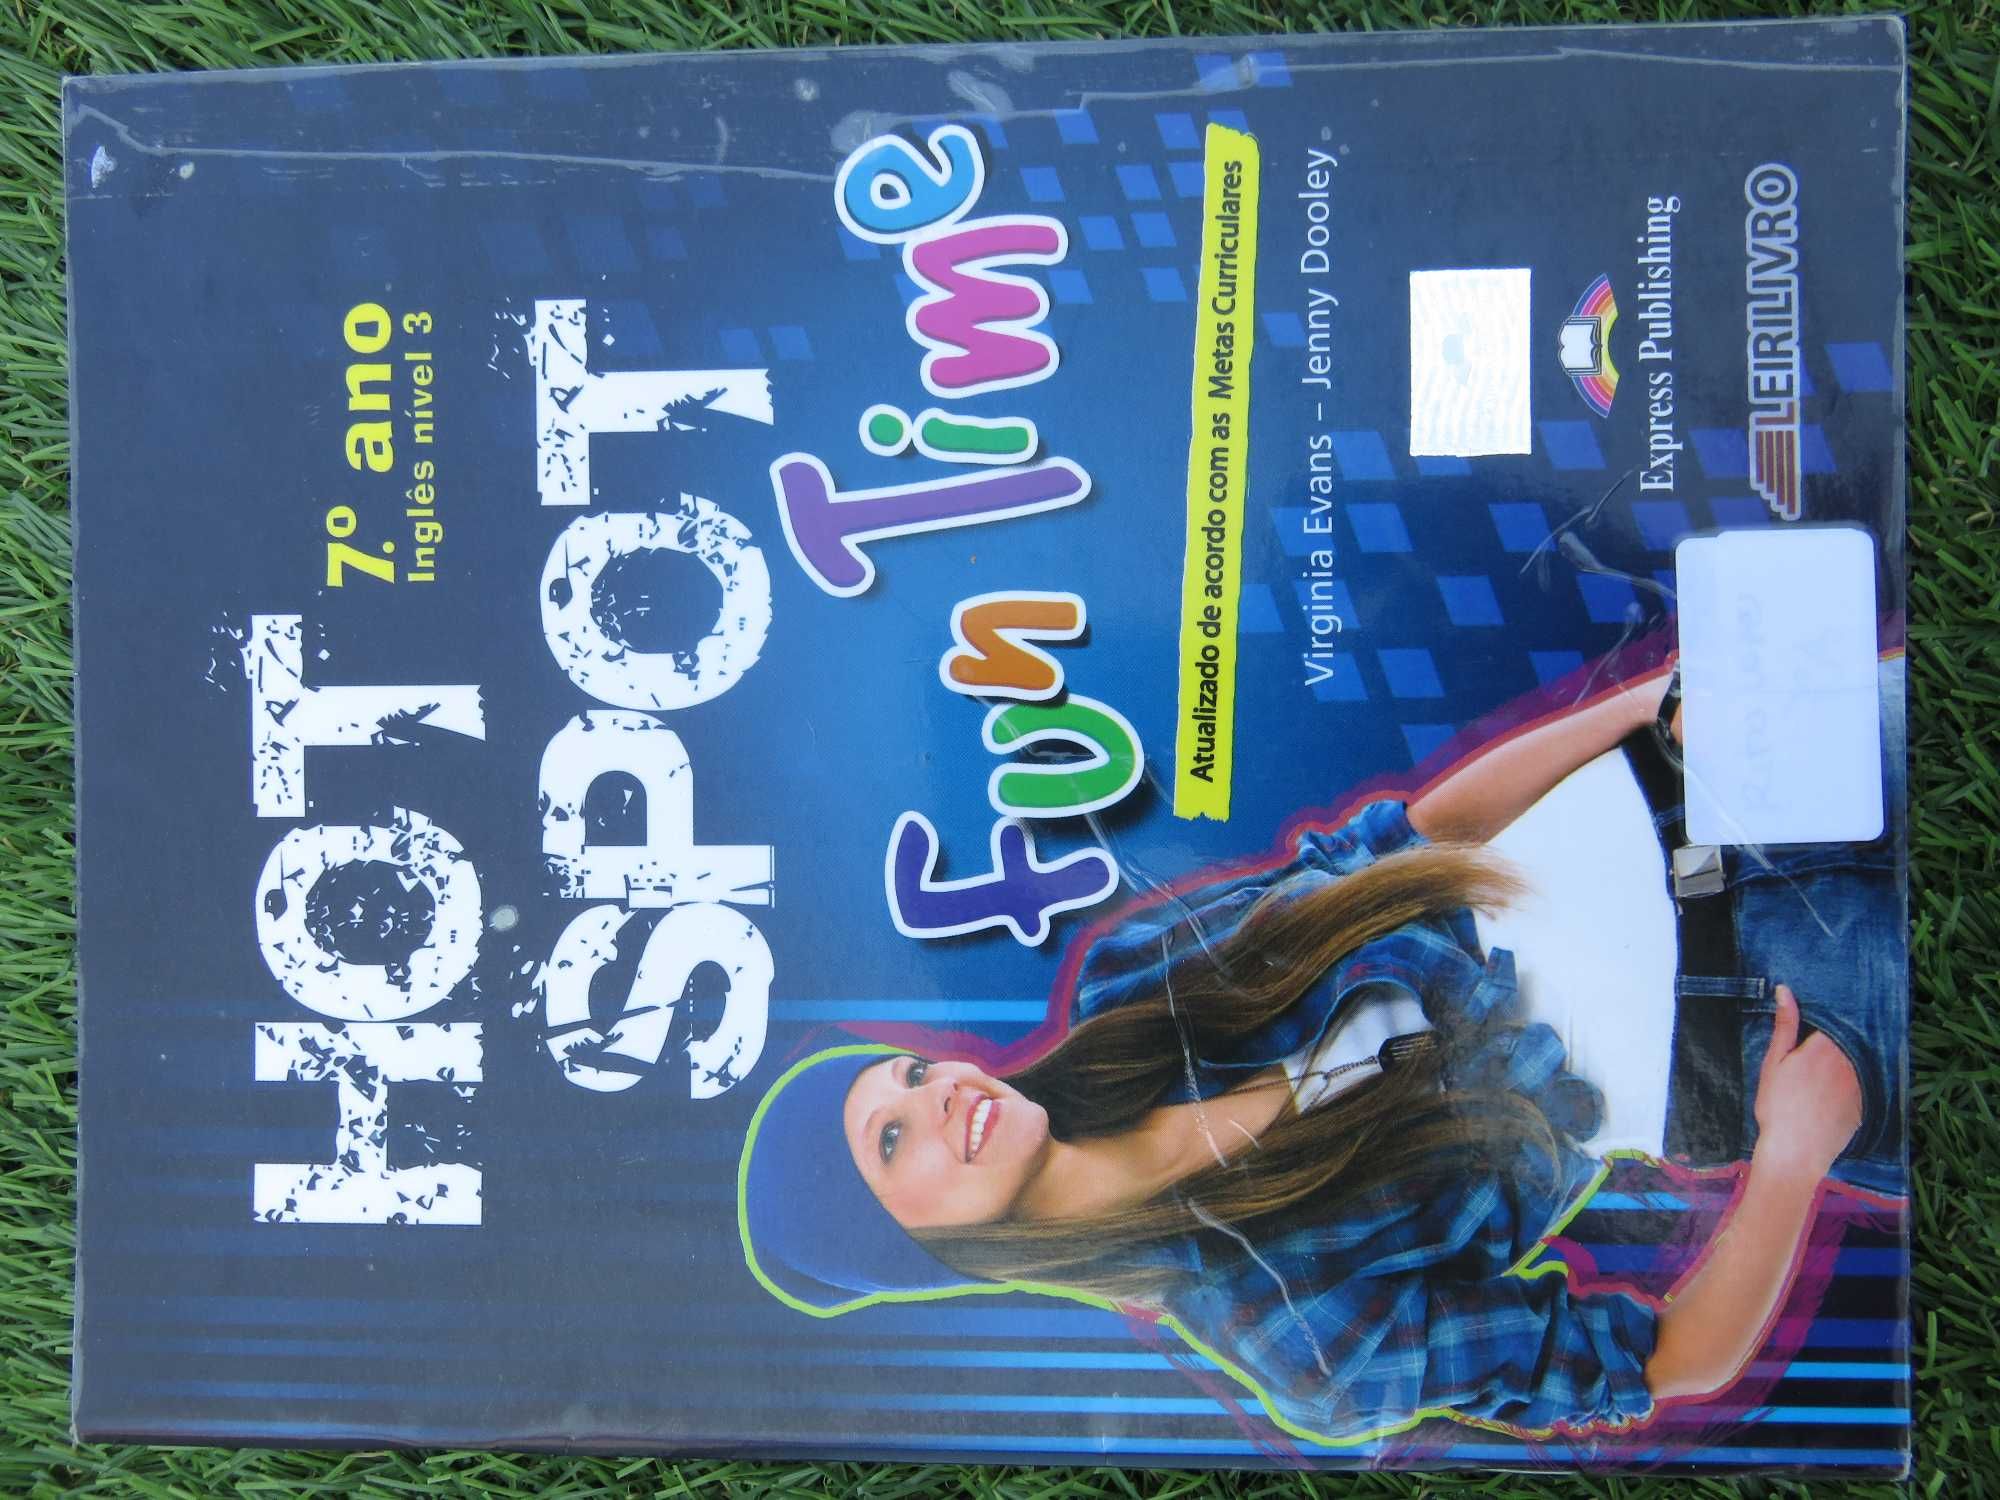 HOT
7.º ano
Inglês nível 3
SPOT
Fun Time
Atualizado de acordo com as Metas Curriculares
Virginia Evans – Jenny Dooley
Express Publishing
LEIRILIVRO